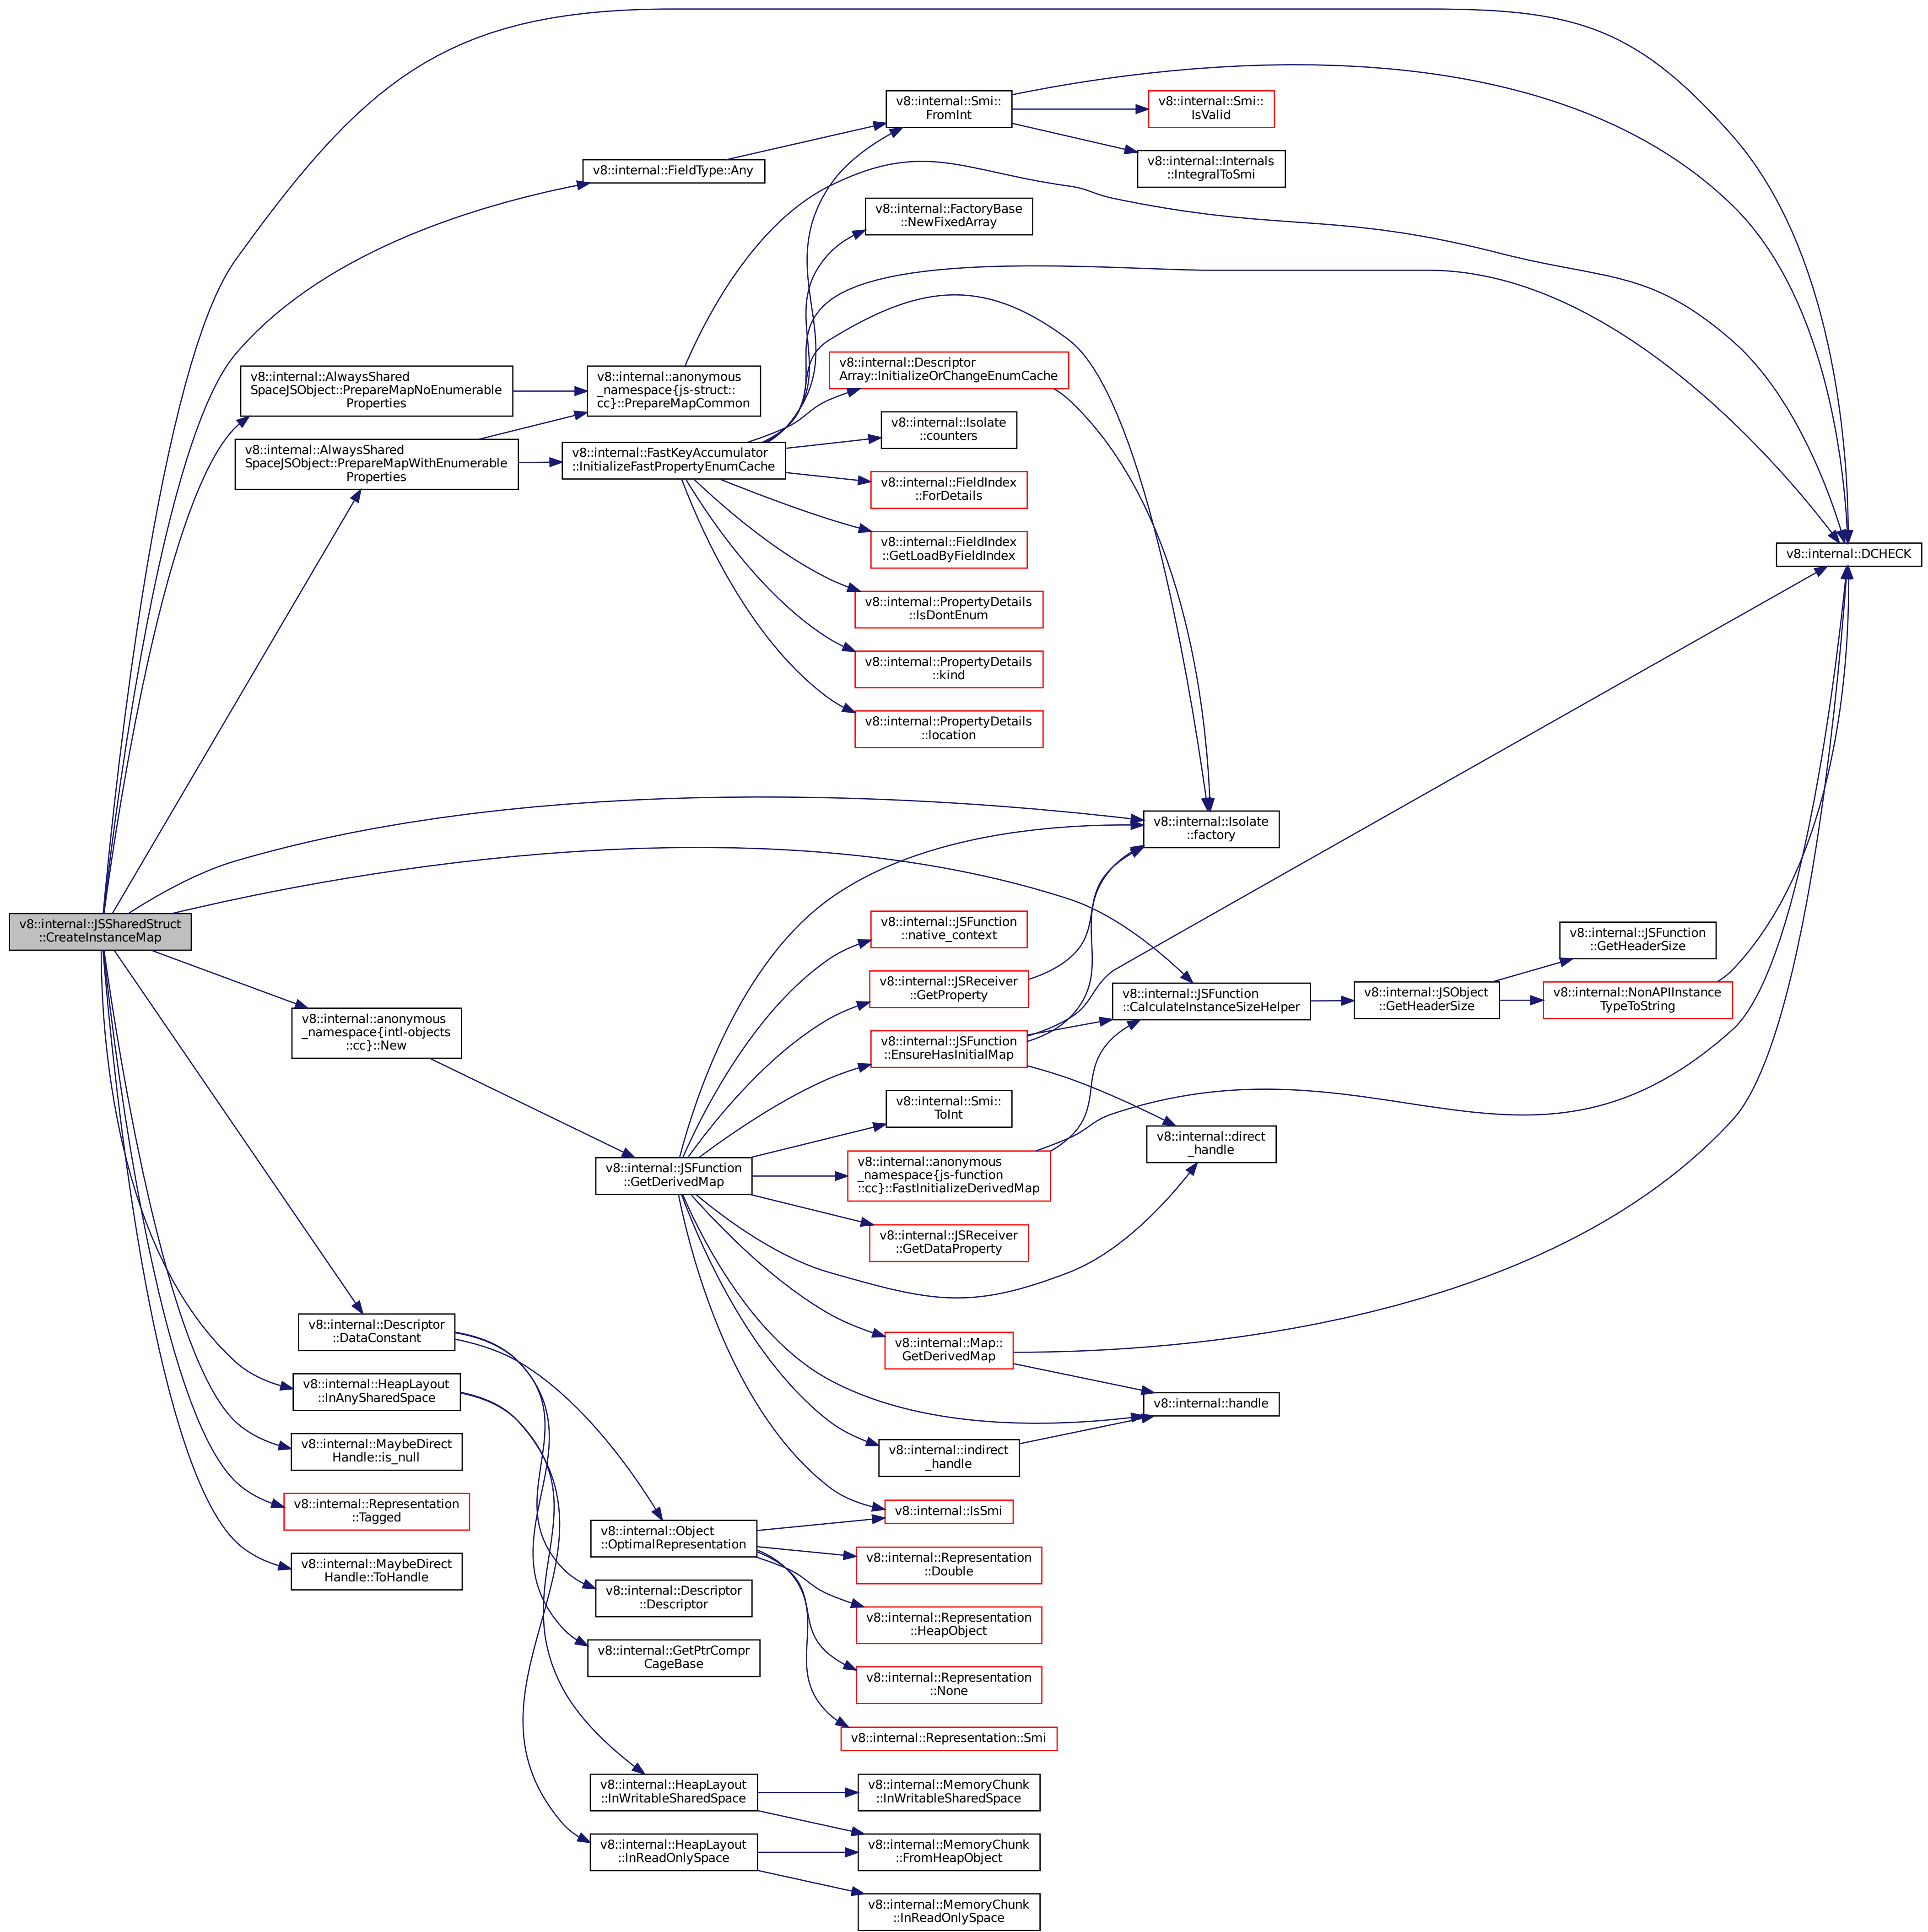 v8::internal::JSSharedStruct
::CreateInstanceMap
v8::internal::FieldType::Any
v8::internal::AlwaysShared
SpaceJSObject::PrepareMapNoEnumerable
Properties
v8::internal::AlwaysShared
SpaceJSObject::PrepareMapWithEnumerable
Properties
v8::internal::anonymous
_namespace{intl-objects
::cc}::New
v8::internal::Descriptor
::DataConstant
v8::internal::HeapLayout
::InAnySharedSpace
v8::internal::MaybeDirect
Handle::is_null
v8::internal::Representation
::Tagged
v8::internal::MaybeDirect
Handle::ToHandle
v8::internal::anonymous
_namespace{js-struct::
cc}::PrepareMapCommon
v8::internal::FastKeyAccumulator
::InitializeFastPropertyEnumCache
v8::internal::JSFunction
::GetDerivedMap
v8::internal::Object
::OptimalRepresentation
v8::internal::Descriptor
::Descriptor
v8::internal::GetPtrCompr
CageBase
v8::internal::HeapLayout
::InWritableSharedSpace
v8::internal::HeapLayout
::InReadOnlySpace
v8::internal::Smi::
FromInt
v8::internal::FactoryBase
::NewFixedArray
v8::internal::Descriptor
Array::InitializeOrChangeEnumCache
v8::internal::Isolate
::counters
v8::internal::FieldIndex
::ForDetails
v8::internal::FieldIndex
::GetLoadByFieldIndex
v8::internal::PropertyDetails
::IsDontEnum
v8::internal::PropertyDetails
::kind
v8::internal::PropertyDetails
::location
v8::internal::JSFunction
::native_context
v8::internal::JSReceiver
::GetProperty
v8::internal::JSFunction
::EnsureHasInitialMap
v8::internal::Smi::
ToInt
v8::internal::anonymous
_namespace{js-function
::cc}::FastInitializeDerivedMap
v8::internal::JSReceiver
::GetDataProperty
v8::internal::Map::
GetDerivedMap
v8::internal::indirect
_handle
v8::internal::IsSmi
v8::internal::Representation
::Double
v8::internal::Representation
::HeapObject
v8::internal::Representation
::None
v8::internal::Representation::Smi
v8::internal::MemoryChunk
::InWritableSharedSpace
v8::internal::MemoryChunk
::FromHeapObject
v8::internal::MemoryChunk
::InReadOnlySpace
v8::internal::Smi::
IsValid
v8::internal::Internals
::IntegralToSmi
v8::internal::Isolate
::factory
v8::internal::JSFunction
::CalculateInstanceSizeHelper
v8::internal::direct
_handle
v8::internal::handle
v8::internal::JSObject
::GetHeaderSize
v8::internal::JSFunction
::GetHeaderSize
v8::internal::NonAPIInstance
TypeToString
v8::internal::DCHECK